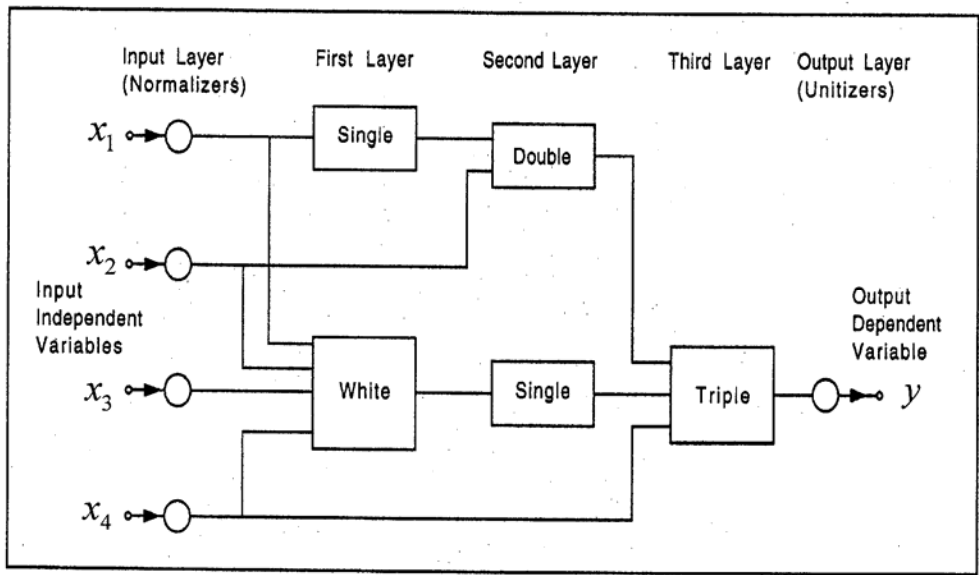 Input Layer
(Normalizers)
First Layer
Second Layer
Third Layer
Output Layer
(Unitizers)
x1
Single
Double
x2
Input
Independent
Variables
Output
Dependent
Variable
x3
White
Single
Triple
y
x4